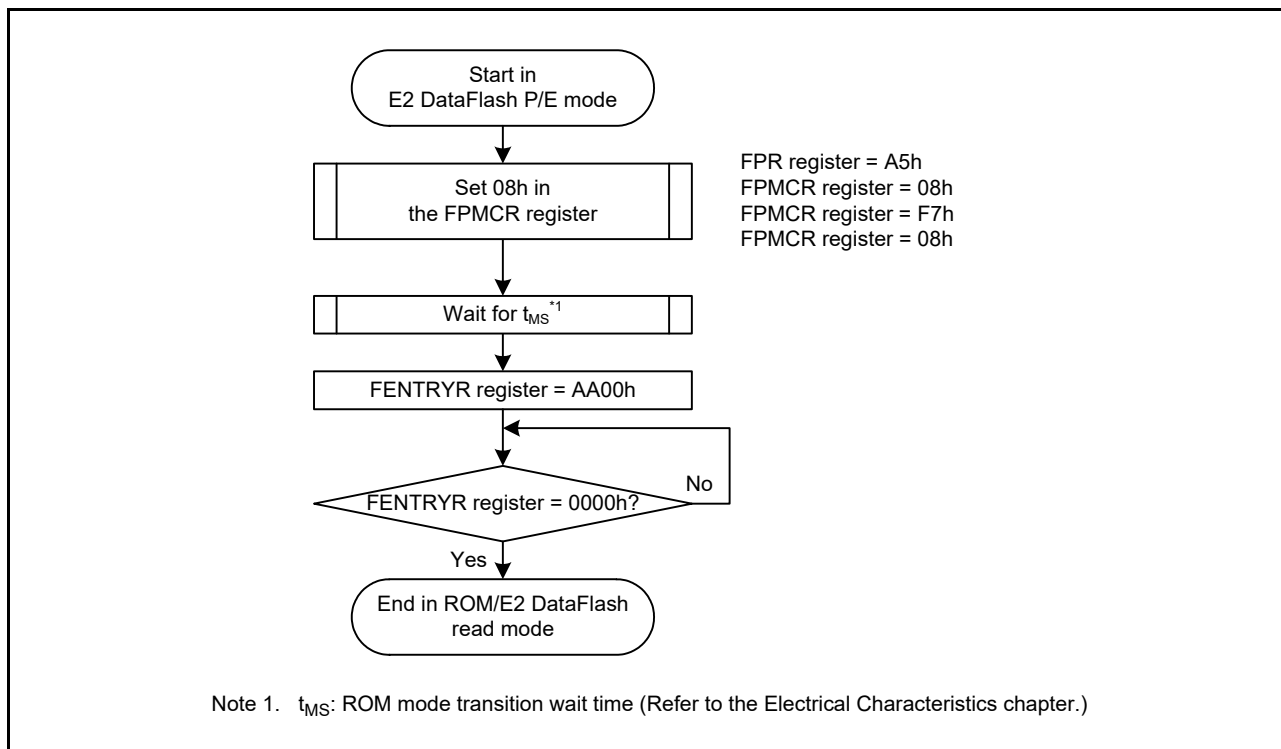 Start in
E2 DataFlash P/E mode
Set 08h in
the FPMCR register
FPR register = A5h
FPMCR register = 08h
FPMCR register = F7h
FPMCR register = 08h
Wait for tMS*1
FENTRYR register = AA00h
FENTRYR register = 0000h?
No
Yes
End in ROM/E2 DataFlash
read mode
Note 1. tMS: ROM mode transition wait time (Refer to the Electrical Characteristics chapter.)